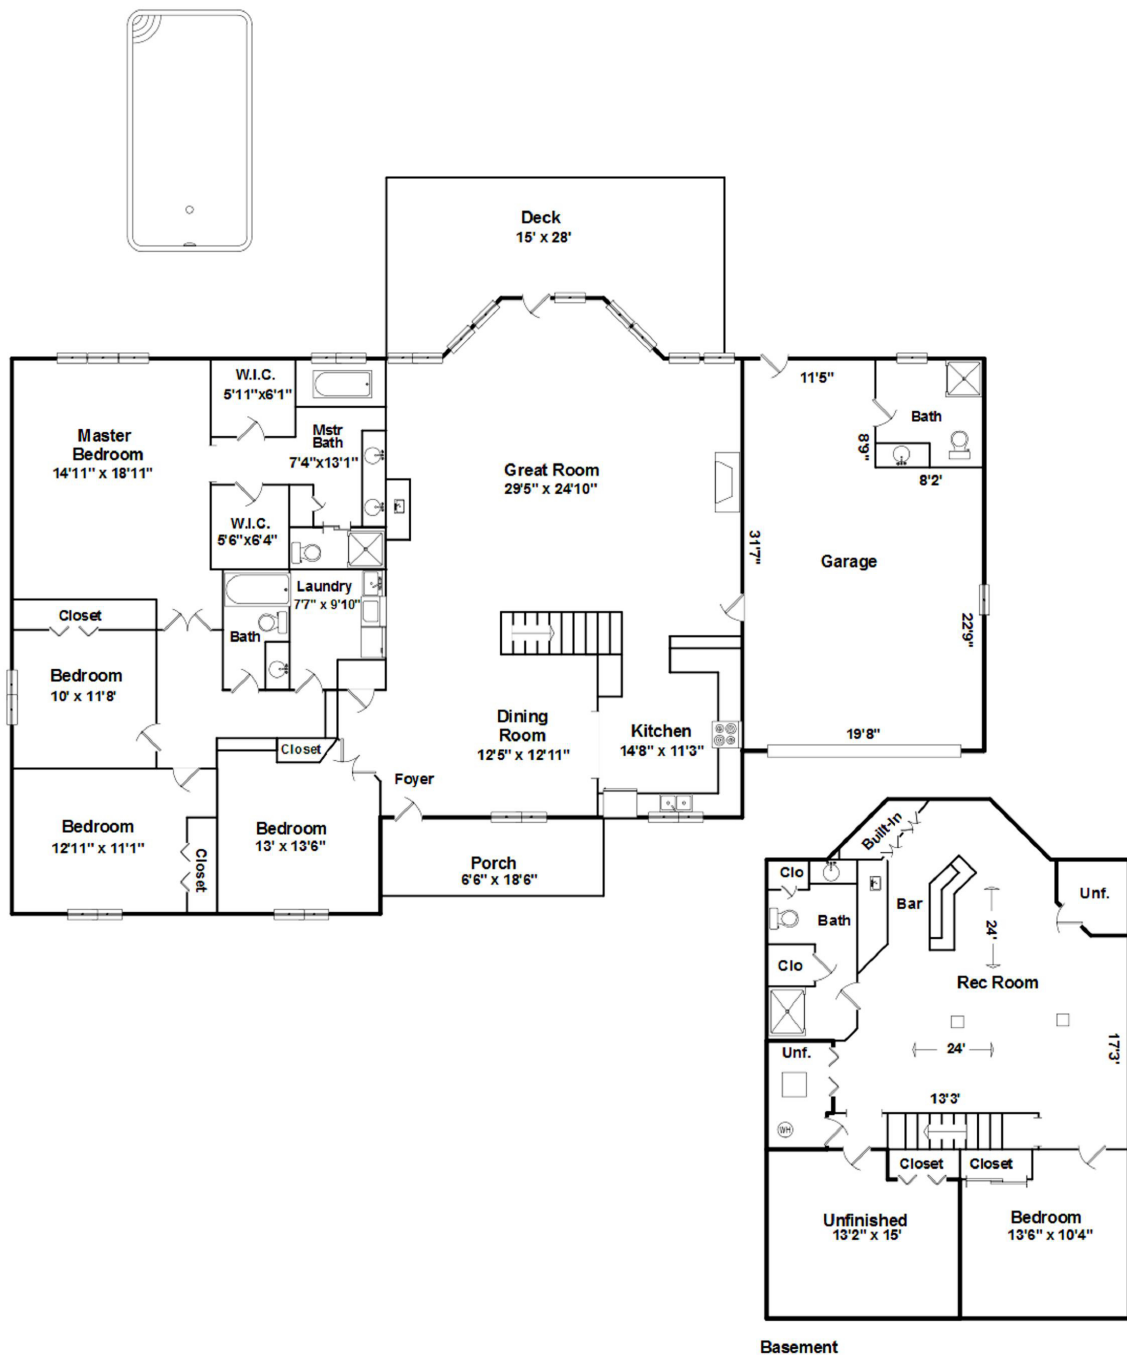 Deck
15' x 28'
W.I.C.
5'11"x6'1"
Mstr
Bath
7'4"x13'1"
Master
Bedroom
14'11" x 18'11"
W.I.C.
5'6"x6'4"
Great Room
29'5" x 24'10"
11'5"
Bath
8'9"
8'2'
31'7"
Garage
22'9"
19'8"
Laundry
7'7" x 9'10"
Closet
Bath
Bedroom
10' x 11'8'
Dining
Room
12'5" x 12'11"
Kitchen
14'8" x 11'3"
Closet
Foyer
Bedroom
12'11" x 11'1"
Closet
Bedroom
13' x 13'6"
Porch
6'6" x 18'6"
Built-In
Clo
Bar
Unf.
Bath
24'
Clo
Rec Room
Unf.
24'
17'3'
13'3'
WH
Closet
Closet
Unfinished
13'2" x 15'
Bedroom
13'6" x 10'4"
Basement